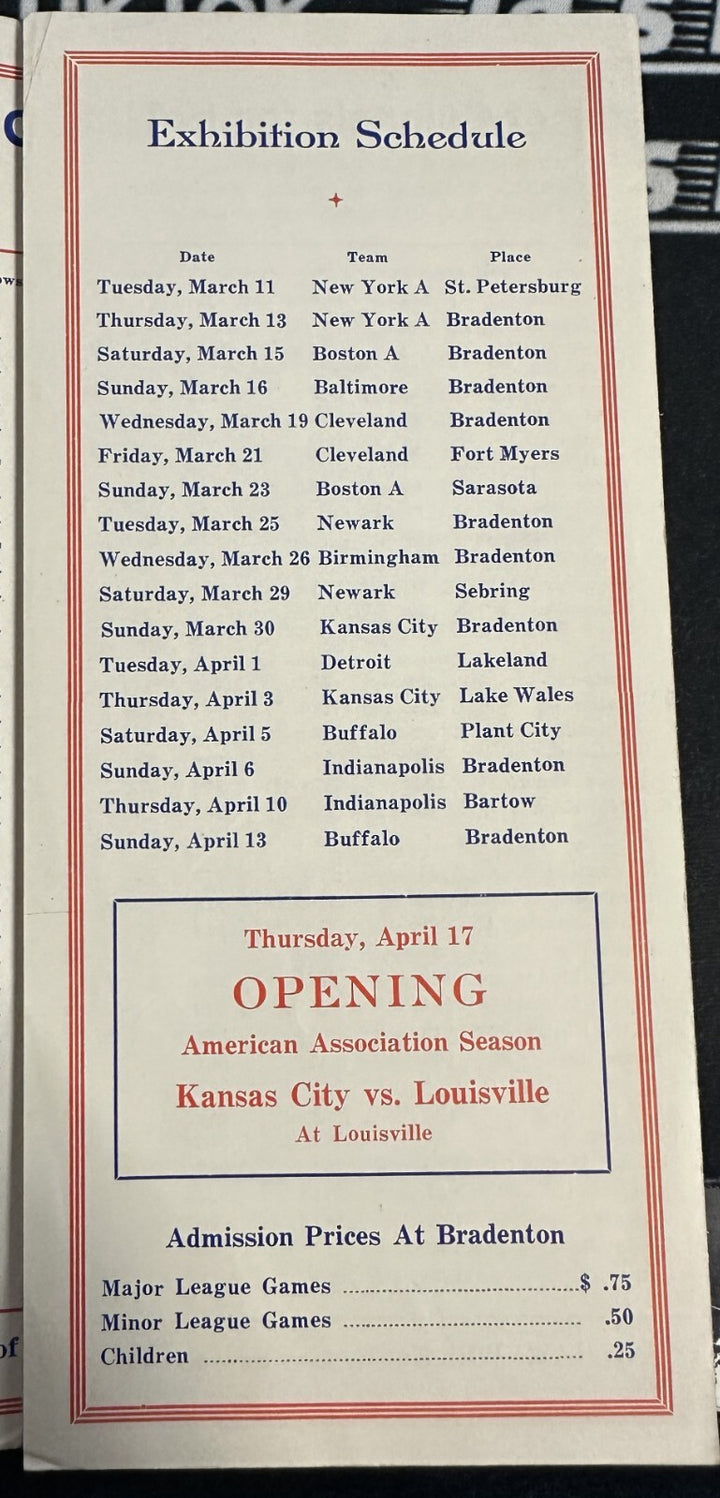 Exhibition Schedule
Date Team Place
Tuesday, March 11 New York A St. Petersburg
Thursday, March 13 New York A Bradenton
Saturday, March 15 Boston A Bradenton
Sunday, March 16 Baltimore Bradenton
Wednesday, March 19 Cleveland Bradenton
Friday, March 21 Cleveland Fort Myers
Sunday, March 23 Boston A Sarasota
Tuesday, March 25 Newark Bradenton
Wednesday, March 26 Birmingham Bradenton
Saturday, March 29 Newark Sebring
Sunday, March 30 Kansas City Bradenton
Tuesday, April 1 Detroit Lakeland
Thursday, April 3 Kansas City Lake Wales
Saturday, April 5 Buffalo Plant City
Sunday, April 6 Indianapolis Bradenton
Thursday, April 10 Indianapolis Bartow
Sunday, April 13 Buffalo Bradenton
Thursday, April 17
OPENING
American Association Season
Kansas City vs. Louisville
At Louisville
Admission Prices At Bradenton
Major League Games ........................................$ .75
Minor League Games ........................................ .50
Children ................................................................ .25
of